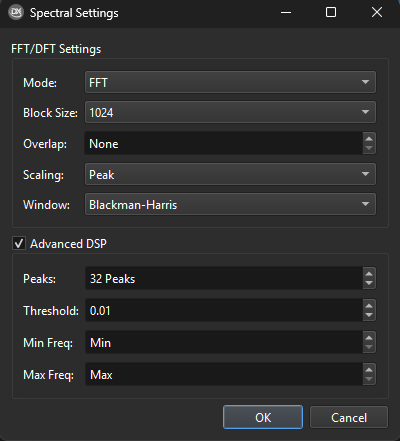 DX Spectral Settings
FFT/DFT Settings
Mode: FFT
Block Size: 1024
Overlap: None
Scaling: Peak
Window: Blackman-Harris
Advanced DSP
Peaks: 32 Peaks
Threshold: 0.01
Min Freq: Min
Max Freq: Max
OK Cancel